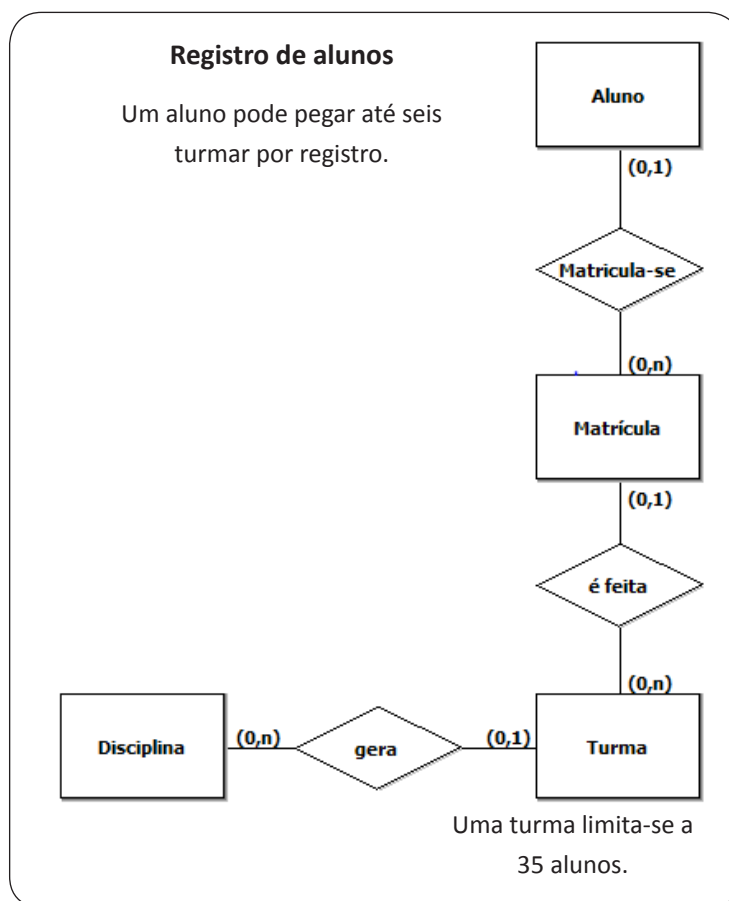 Registro de alunos
Um aluno pode pegar até seis
turmar por registro.
Aluno
(0,1)
Matricula-se
(0,n)
Matrícula
(0,1)
é feita
(0,n)
Disciplina
(0,n)
gera
(0,1)
Turma
Uma turma limita-se a
35 alunos.